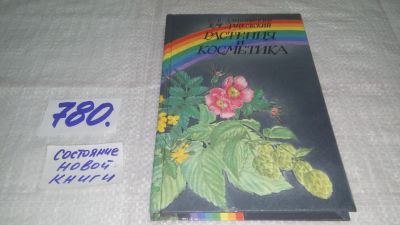 780.
СОСТОЯНИЕ
НОВОЙ
КНИГИ
РАСТЕНИЯ
И
КОСМЕТИКА